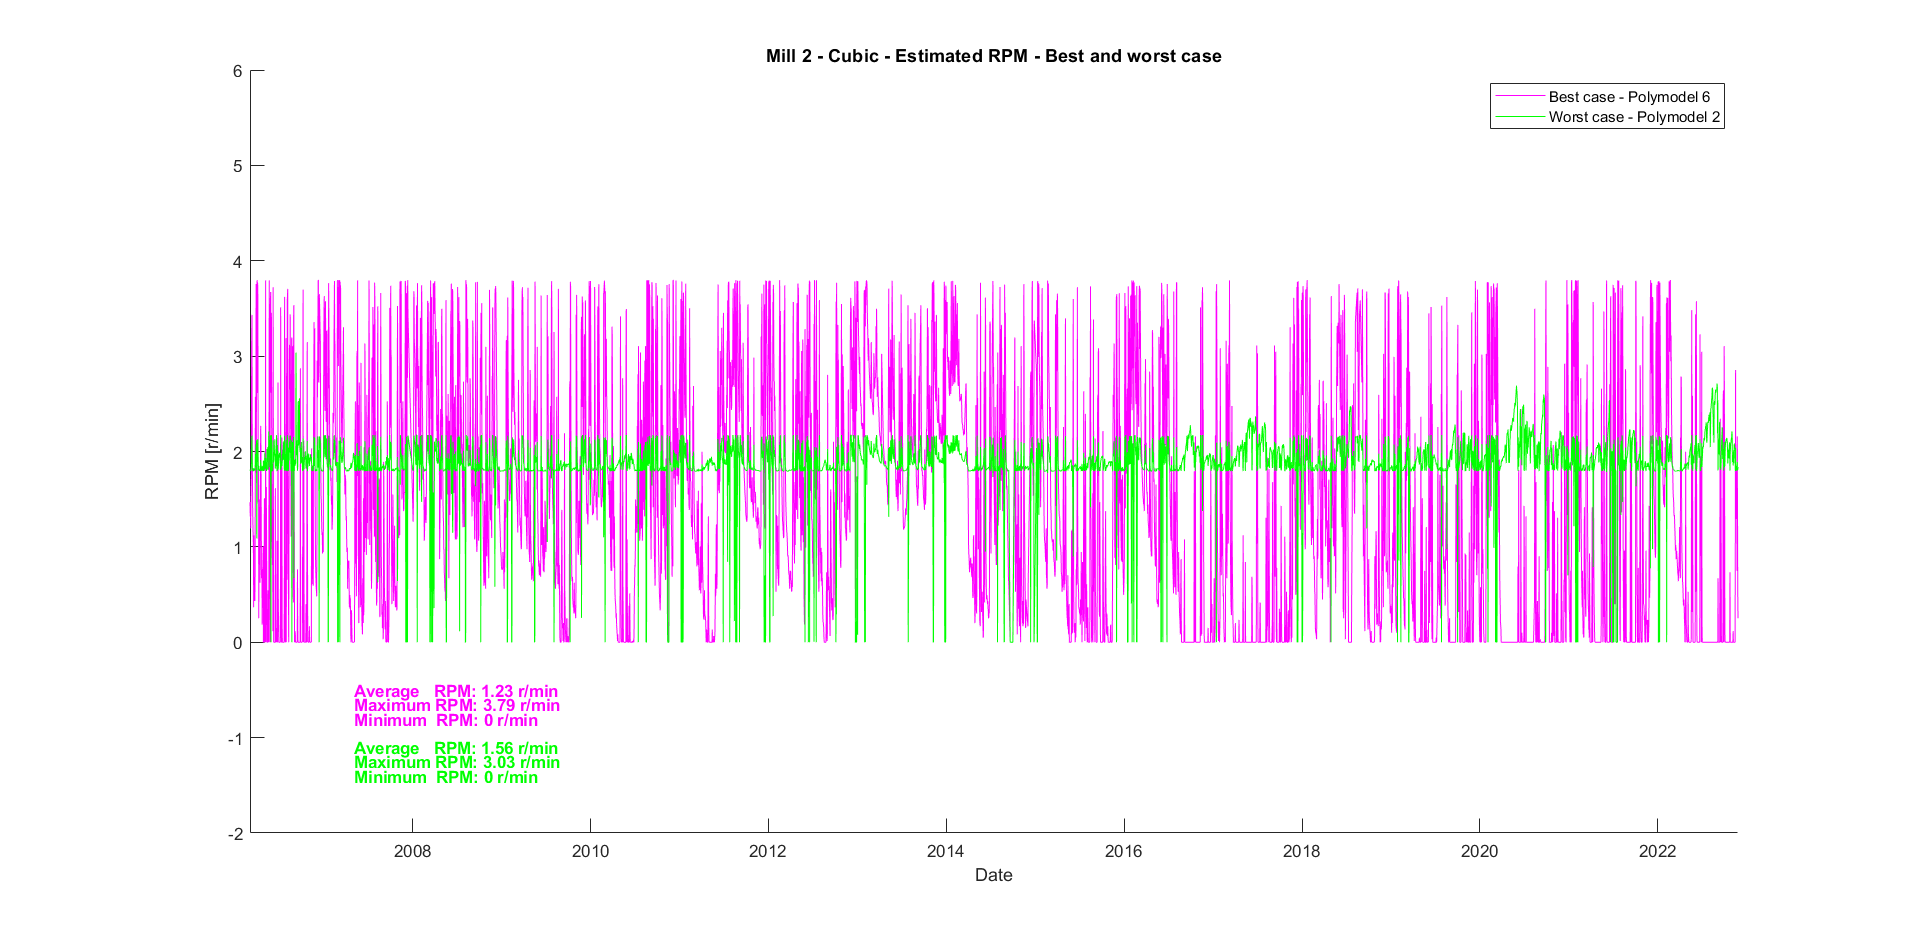 Mill 2 - Cubic - Estimated RPM - Best and worst case
Best case - Polymodel 6
Worst case - Polymodel 2
6
5
4
3
2
1
0
-1
-2
RPM [r/min]
Average RPM: 1.23 r/min
Maximum RPM: 3.79 r/min
Minimum RPM: 0 r/min
Average RPM: 1.56 r/min
Maximum RPM: 3.03 r/min
Minimum RPM: 0 r/min
2008 2010 2012 2014 2016 2018 2020 2022
Date